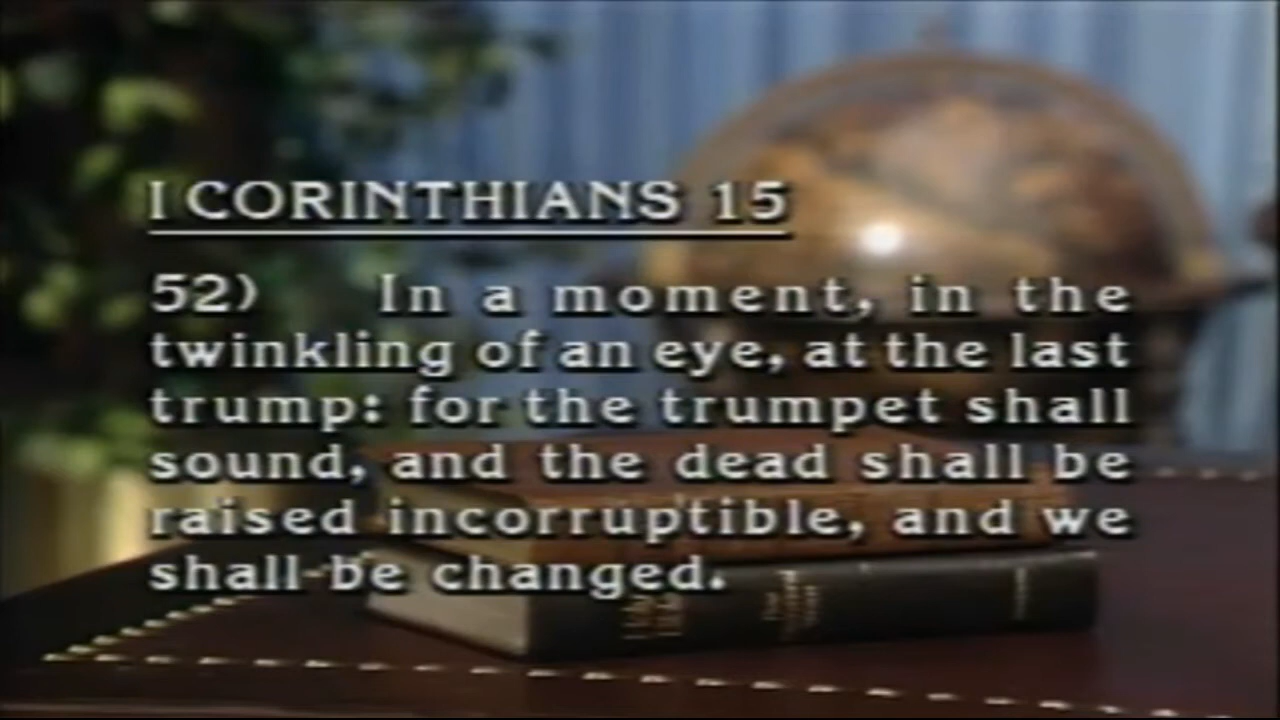 I CORINTHIANS 15
52) In a moment, in the
twinkling of an eye, at the last
trump: for the trumpet shall
sound, and the dead shall be
raised incorruptible, and we
shall be changed.